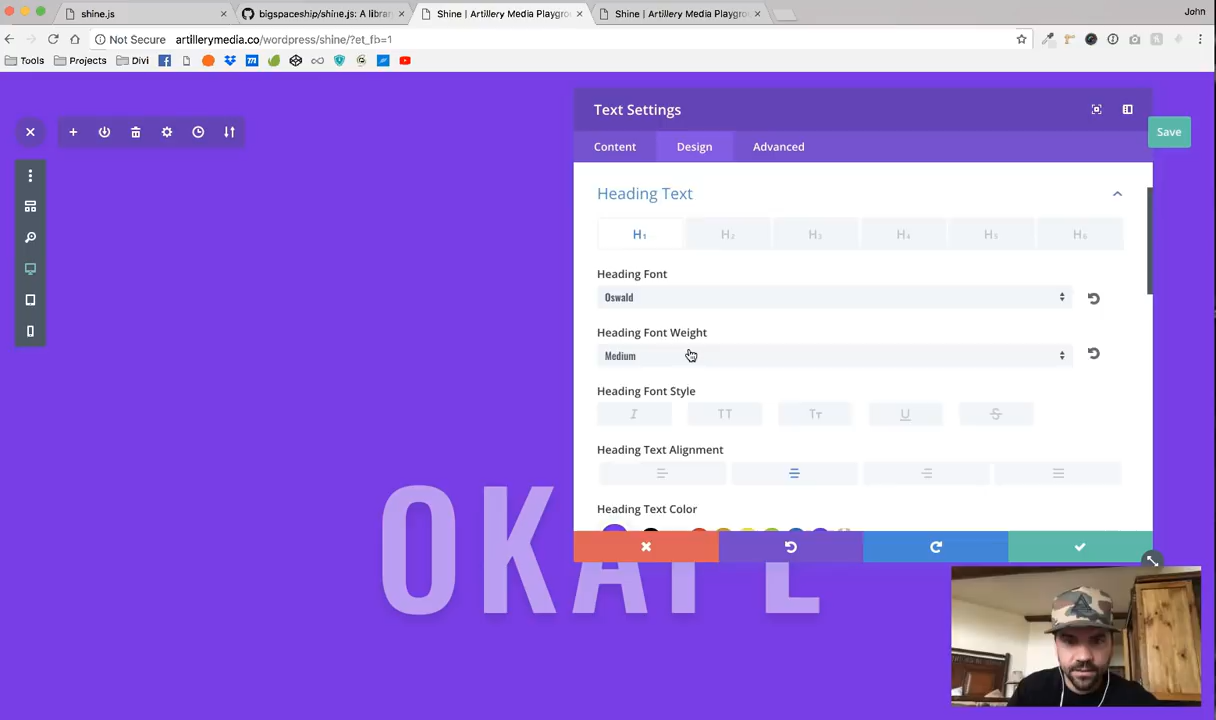 shine.js
bigspaceship/shine.js: A librar
Shine | Artillery Media Playgro
Shine | Artillery Media Playgro
John
Not Secure
artillerymedia.co/wordpress/shine/?et_fb=1
Tools
Projects
Divi
Text Settings
Save
Content
Design
Advanced
Heading Text
H1
H2
H3
H4
H5
H6
Heading Font
Oswald
Heading Font Weight
Medium
Heading Font Style
I
TT
Tт
U
S
Heading Text Alignment
Heading Text Color